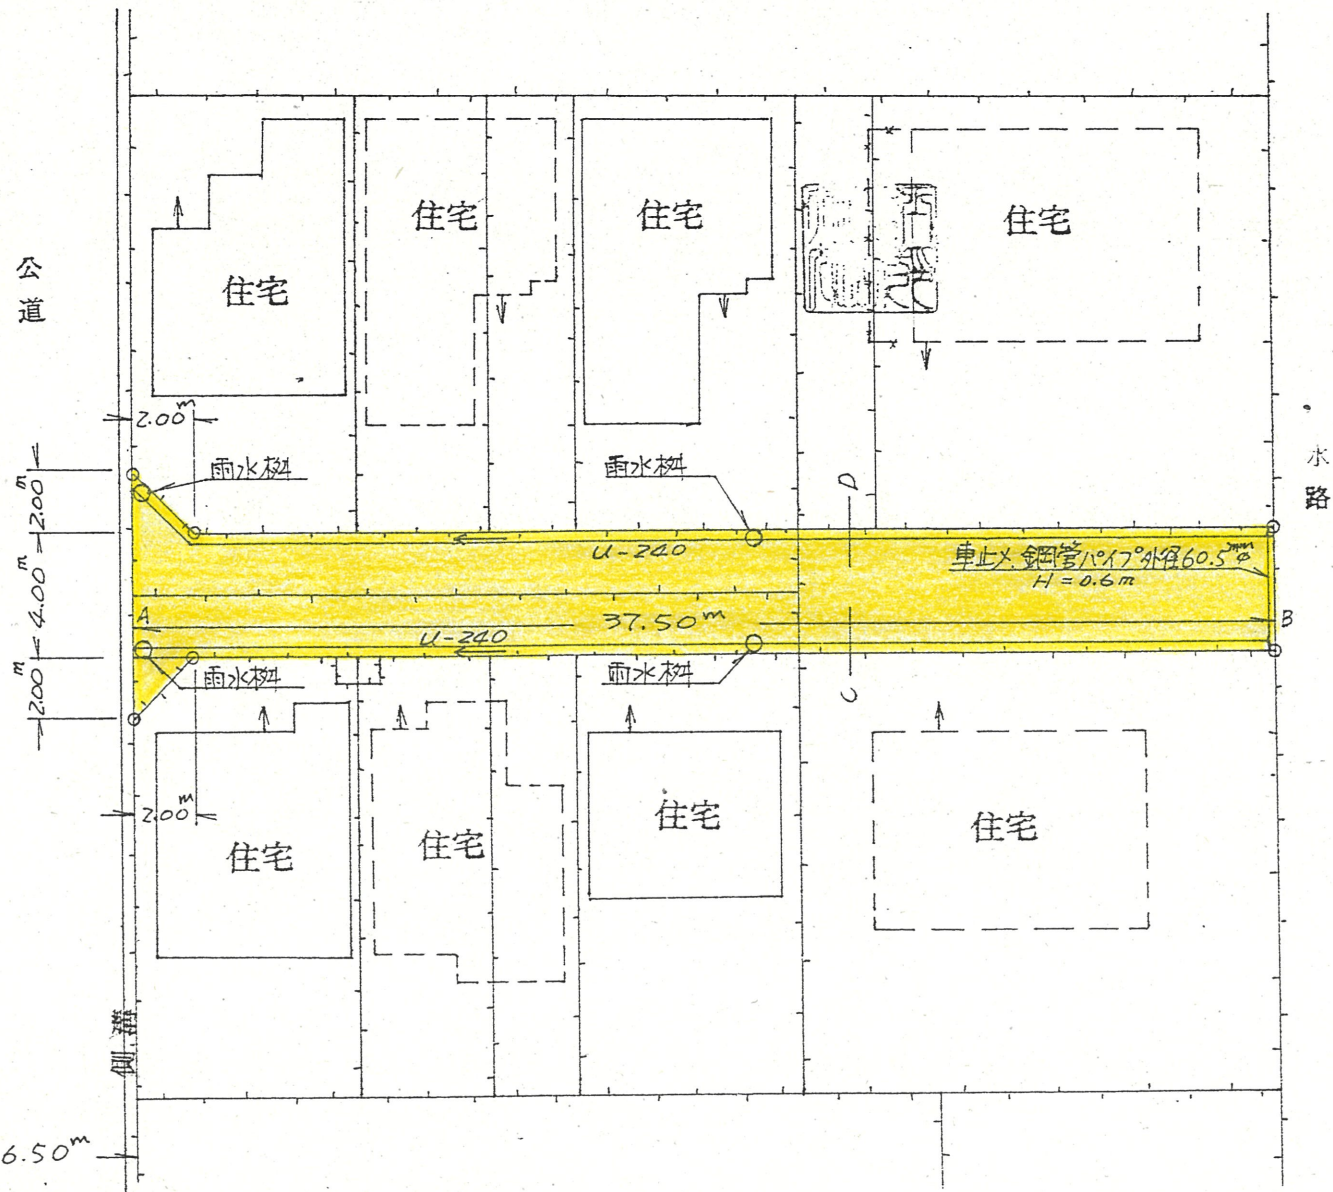 住宅
住宅
住宅
住宅
公道
2.00m
雨水桝
雨水桝
D
水路
2.00m
U-240
車止メ.鋼管パイプ外径60.5mmφ
H=0.6m
4.00m
A
37.50m
B
U-240
雨水桝
雨水桝
C
2.00m
2.00m
住宅
住宅
住宅
住宅
側溝
6.50m